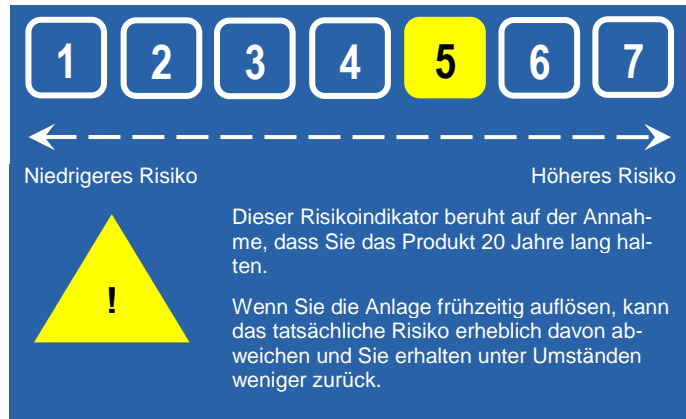 1 2 3 4 5 6 7
Niedrigeres Risiko Höheres Risiko
Dieser Risikoindikator beruht auf der Annah-
me, dass Sie das Produkt 20 Jahre lang hal-
ten.
!
Wenn Sie die Anlage frühzeitig auflösen, kann
das tatsächliche Risiko erheblich davon ab-
weichen und Sie erhalten unter Umständen
weniger zurück.